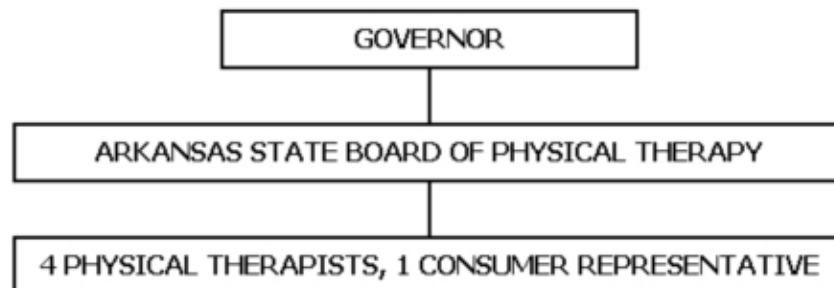 GOVERNOR
ARKANSAS STATE BOARD OF PHYSICAL THERAPY
4 PHYSICAL THERAPISTS, 1 CONSUMER REPRESENTATIVE